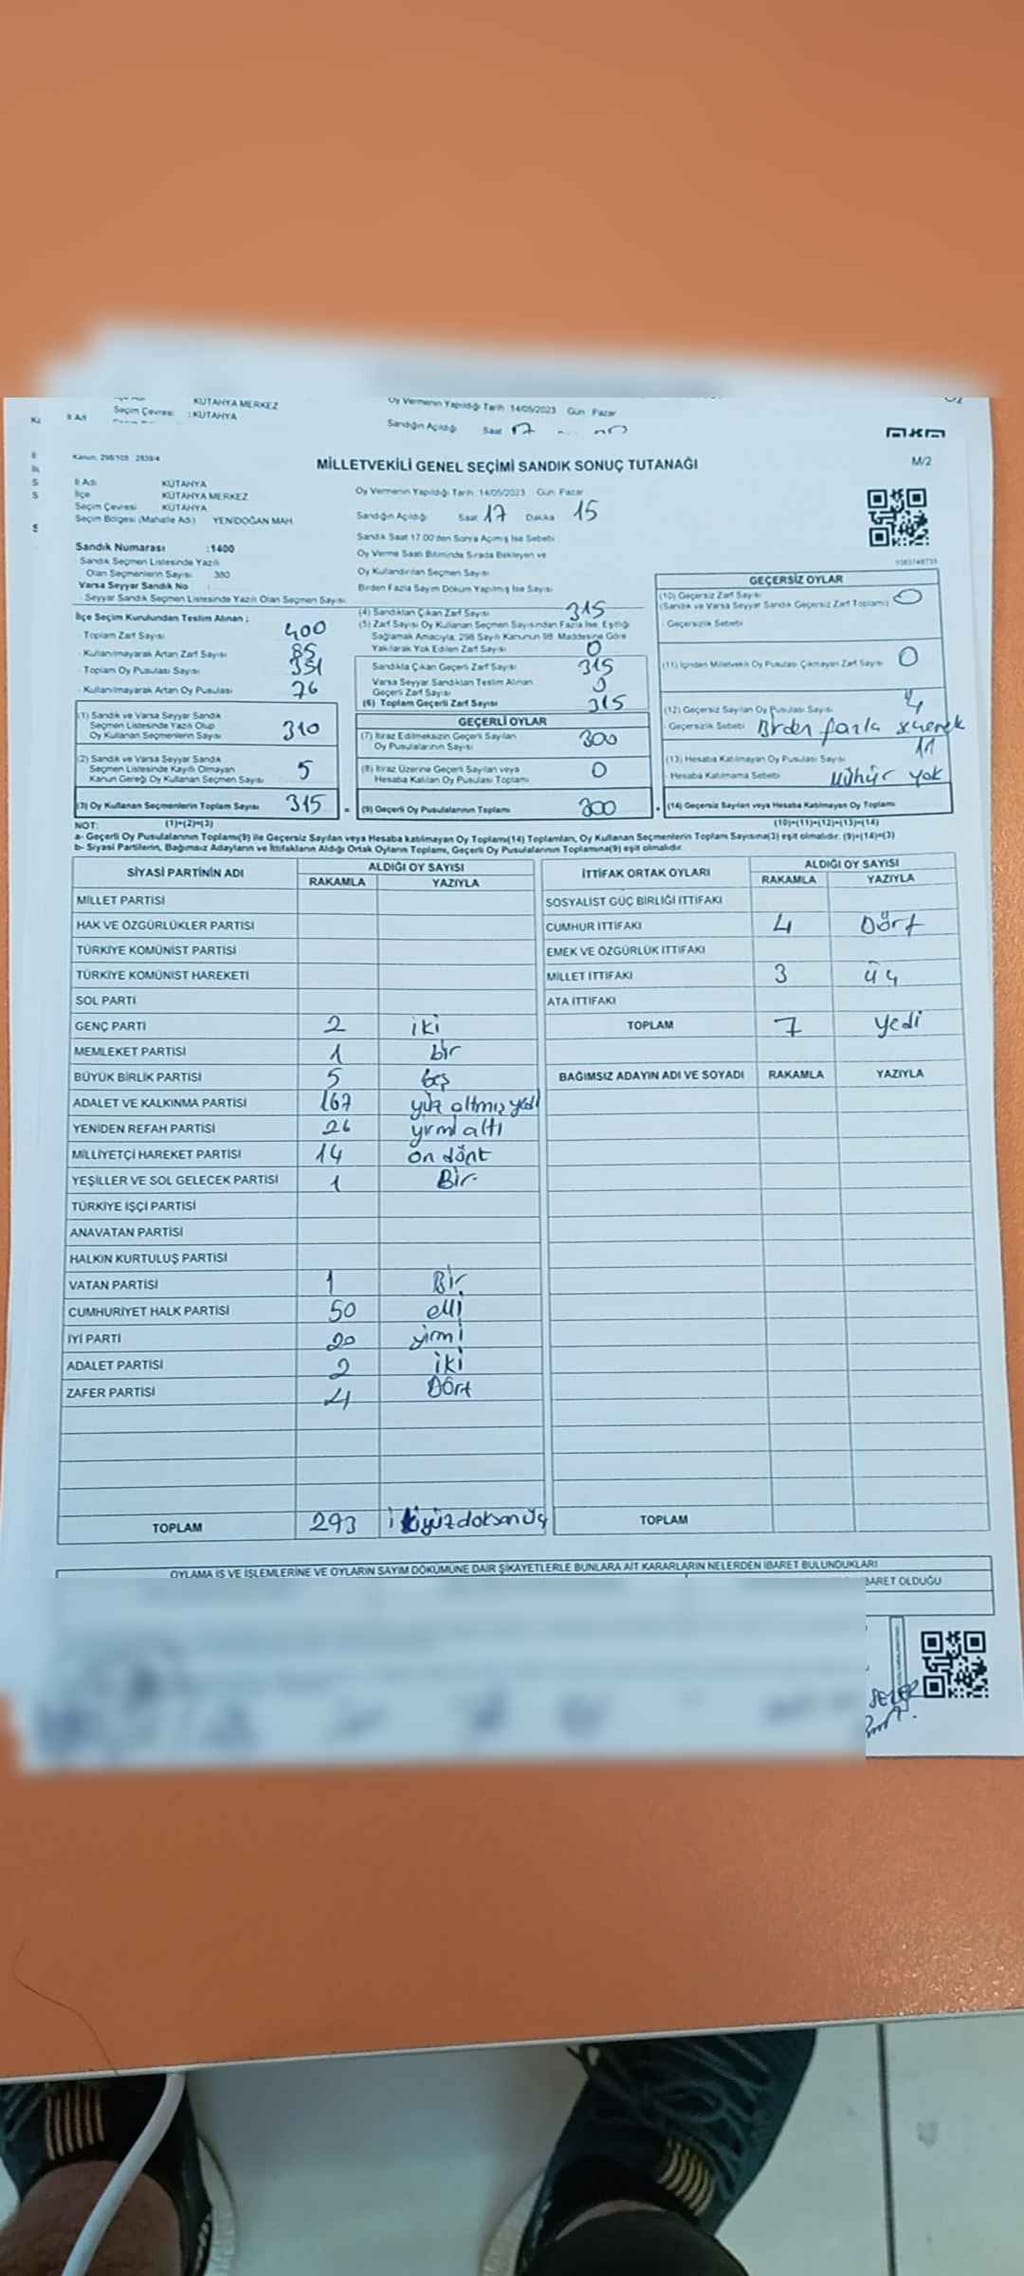 KÜTAHYA MERKEZ
İl Adı
Seçim Çevresi : KÜTAHYA
Oy Vermenin Yapıldığı Tarih :14/05/2023 Gün Pazar
Sandığın Açıldığı Saat 17
MİLLETVEKİLİ GENEL SEÇİMİ SANDIK SONUÇ TUTANAĞI
M/2
İl Adı KÜTAHYA
İlçe KÜTAHYA MERKEZ
Seçim Çevresi KÜTAHYA
Seçim Bölgesi (Mahalle Adı) YENİDOĞAN MAH.
Oy Vermenin Yapıldığı Tarih :14/05/2023 Gün: Pazar
Sandığın Açıldığı Saat 17 Dakika 15
Sandık Saat 17.00'den Sonra Açılmış İse Sebebi
Oy Verme Saati Bitiminde Sırada Bekleyen ve
Oy Kullandırılan Seçmen Sayısı
Birden Fazla Sayım Döküm Yapılmış İse Sayısı
Sandık Numarası :1400
Sandık Seçmen Listesinde Yazılı
Olan Seçmenlerin Sayısı 380
Varsa Seyyar Sandık No
Seyyar Sandık Seçmen Listesinde Yazılı Olan Seçmen Sayısı
İlçe Seçim Kurulundan Teslim Alınan :
Toplam Zarf Sayısı 400
Kullanılmayarak Artan Zarf Sayısı 85
Toplam Oy Pusulası Sayısı
Kullanılmayarak Artan Oy Pusulası 76
(1) Sandık ve Varsa Seyyar Sandık
Seçmen Listesinde Yazılı Olup
Oy Kullanan Seçmenlerin Sayısı 310
(2) Sandık ve Varsa Seyyar Sandık
Seçmen Listesinde Kayıtlı Olmayan
Kanun Gereği Oy Kullanan Seçmen Sayısı 5
(3) Oy Kullanan Seçmenlerin Toplam Sayısı 315
(4) Sandıktan Çıkan Zarf Sayısı 315
(5) Zarf Sayısı Oy Kullanan Seçmen Sayısından Fazla İse, Eşitliği
Sağlamak Amacıyla, 298 Sayılı Kanunun 98. Maddesine Göre
Yakılarak Yok Edilen Zarf Sayısı 0
Sandıkta Çıkan Geçerli Zarf Sayısı 315
Varsa Seyyar Sandıktan Teslim Alınan
Geçerli Zarf Sayısı 0
(6) Toplam Geçerli Zarf Sayısı 315
GEÇERLİ OYLAR
(7) İtiraz Edilmeksizin Geçerli Sayılan
Oy Pusulalarının Sayısı 300
(8) İtiraz Üzerine Geçerli Sayılan veya
Hesaba Katılan Oy Pusulası Toplamı 0
(9) Geçerli Oy Pusulalarının Toplamı 300
GEÇERSİZ OYLAR
(10) Geçersiz Zarf Sayısı
(Sandık ve Varsa Seyyar Sandık Geçersiz Zarf Toplamı) 0
Geçersizlik Sebebi
(11) İçinden Milletvekili Oy Pusulası Çıkmayan Zarf Sayısı 0
(12) Geçersiz Sayılan Oy Pusulası Sayısı 4
Geçersizlik Sebebi Birden fazla seçenek
(13) Hesaba Katılmayan Oy Pusulası Sayısı 11
Hesaba Katılmama Sebebi Mühür yok
(14) Geçersiz Sayılan veya Hesaba Katılmayan Oy Toplamı
NOT: (1)+(2)=(3)
(10)+(11)+(12)+(13)=(14)
a- Geçerli Oy Pusulalarının Toplamı(9) ile Geçersiz Sayılan veya Hesaba katılmayan Oy Toplamı(14) Toplamları, Oy Kullanan Seçmenlerin Toplam Sayısına(3) eşit olmalıdır. (9)+(14)=(3)
b- Siyasi Partilerin, Bağımsız Adayların ve İttifakların Aldığı Ortak Oyların Toplamı, Geçerli Oy Pusulalarının Toplamına(9) eşit olmalıdır.
SİYASİ PARTİNİN ADI ALDIĞI OY SAYISI
RAKAMLA YAZIYLA
MİLLET PARTİSİ
HAK VE ÖZGÜRLÜKLER PARTİSİ
TÜRKİYE KOMÜNİST PARTİSİ
TÜRKİYE KOMÜNİST HAREKETİ
SOL PARTİ
GENÇ PARTİ 2 iki
MEMLEKET PARTİSİ 1 bir
BÜYÜK BİRLİK PARTİSİ 5 beş
ADALET VE KALKINMA PARTİSİ 167 yüz altmış yedi
YENİDEN REFAH PARTİSİ 26 yirmi altı
MİLLİYETÇİ HAREKET PARTİSİ 14 on dört
YEŞİLLER VE SOL GELECEK PARTİSİ 1 Bir
TÜRKİYE İŞÇİ PARTİSİ
ANAVATAN PARTİSİ
HALKIN KURTULUŞ PARTİSİ
VATAN PARTİSİ 1 Bir
CUMHURİYET HALK PARTİSİ 50 elli
İYİ PARTİ 20 yirmi
ADALET PARTİSİ 2 iki
ZAFER PARTİSİ 4 Dört
TOPLAM 293 ikiyüzdoksanüç
İTTİFAK ORTAK OYLARI ALDIĞI OY SAYISI
RAKAMLA YAZIYLA
SOSYALİST GÜÇ BİRLİĞİ İTTİFAKI
CUMHUR İTTİFAKI 4 Dört
EMEK VE ÖZGÜRLÜK İTTİFAKI
MİLLET İTTİFAKI 3 üç
ATA İTTİFAKI
TOPLAM 7 yedi
BAĞIMSIZ ADAYIN ADI VE SOYADI RAKAMLA YAZIYLA
TOPLAM
OYLAMA İŞ VE İŞLEMLERİNE VE OYLARIN SAYIM DÖKÜMÜNE DAİR ŞİKAYETLERLE BUNLARA AİT KARARLARIN NELERDEN İBARET BULUNDUKLARI
BARET OLDUĞU
SEZER